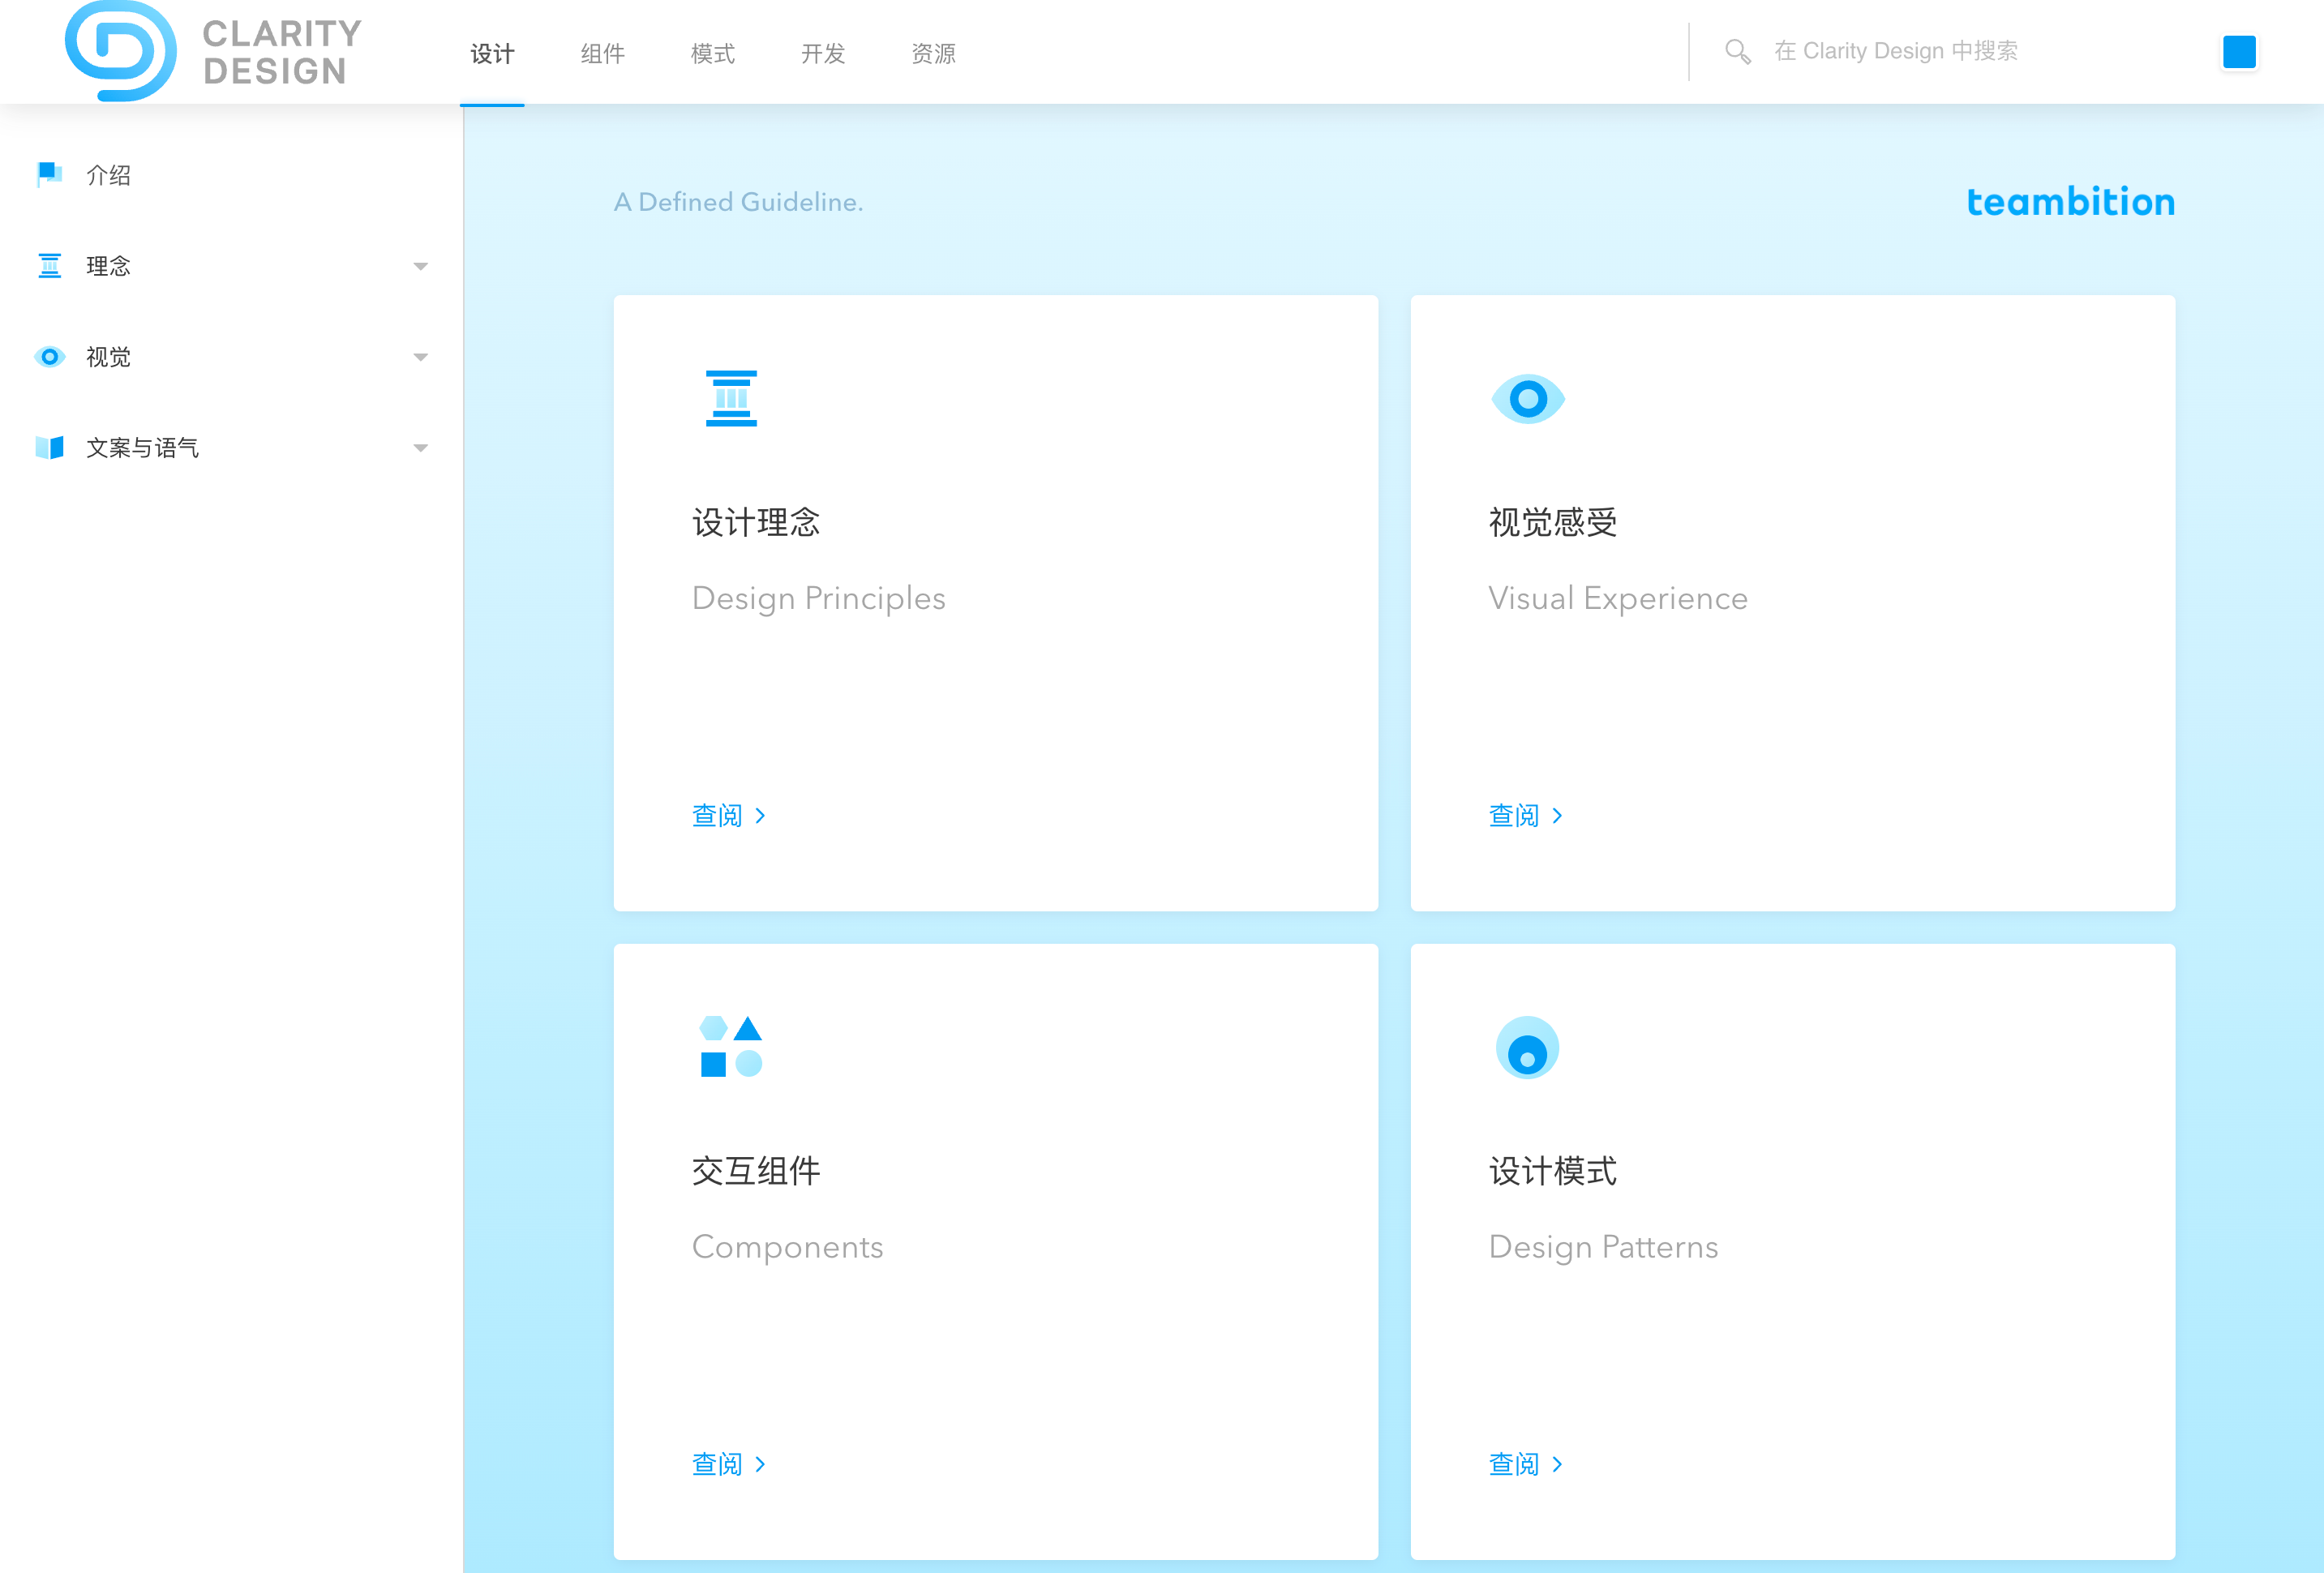 CLARITY
DESIGN
设计 组件 模式 开发 资源
在 Clarity Design 中搜索
介绍
理念
视觉
文案与语气
A Defined Guideline.
teambition
设计理念
Design Principles
查阅
视觉感受
Visual Experience
查阅
交互组件
Components
查阅
设计模式
Design Patterns
查阅